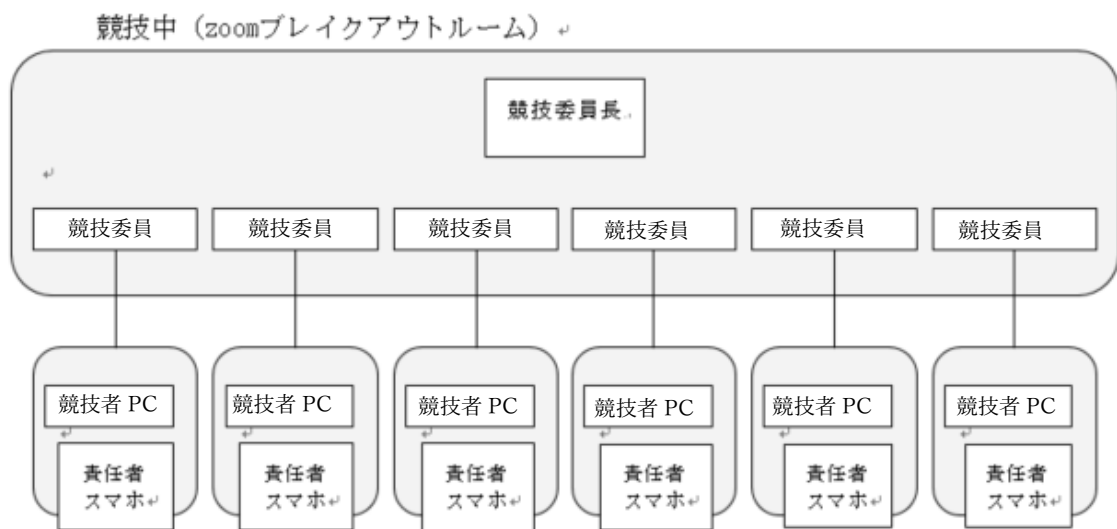 競技中（zoomブレイクアウトルーム）
競技委員長
競技委員 競技委員 競技委員 競技委員 競技委員 競技委員
競技者 PC 競技者 PC 競技者 PC 競技者 PC 競技者 PC 競技者 PC
責任者 責任者 責任者 責任者 責任者 責任者
スマホ スマホ スマホ スマホ スマホ スマホ